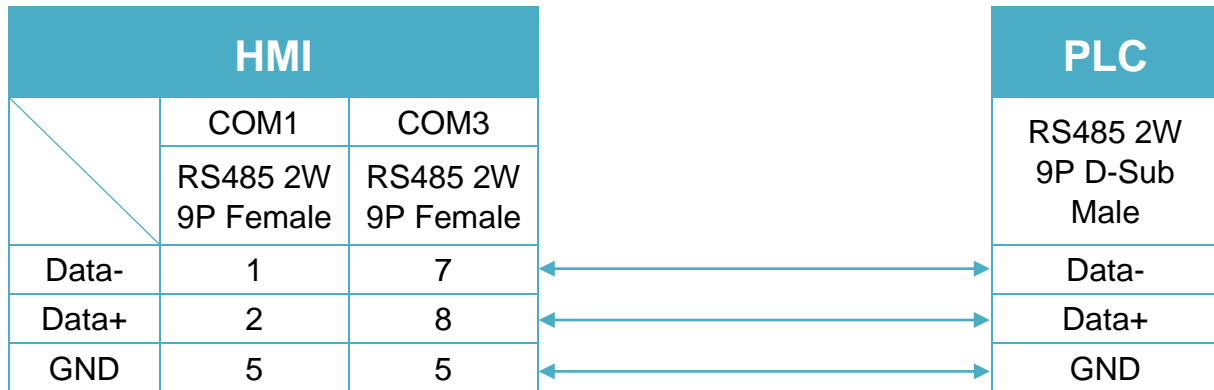 HMI
PLC
COM1 COM3
RS485 2W
9P Female
RS485 2W
9P Female
RS485 2W
9P D-Sub
Male
Data- 1 7 Data-
Data+ 2 8 Data+
GND 5 5 GND